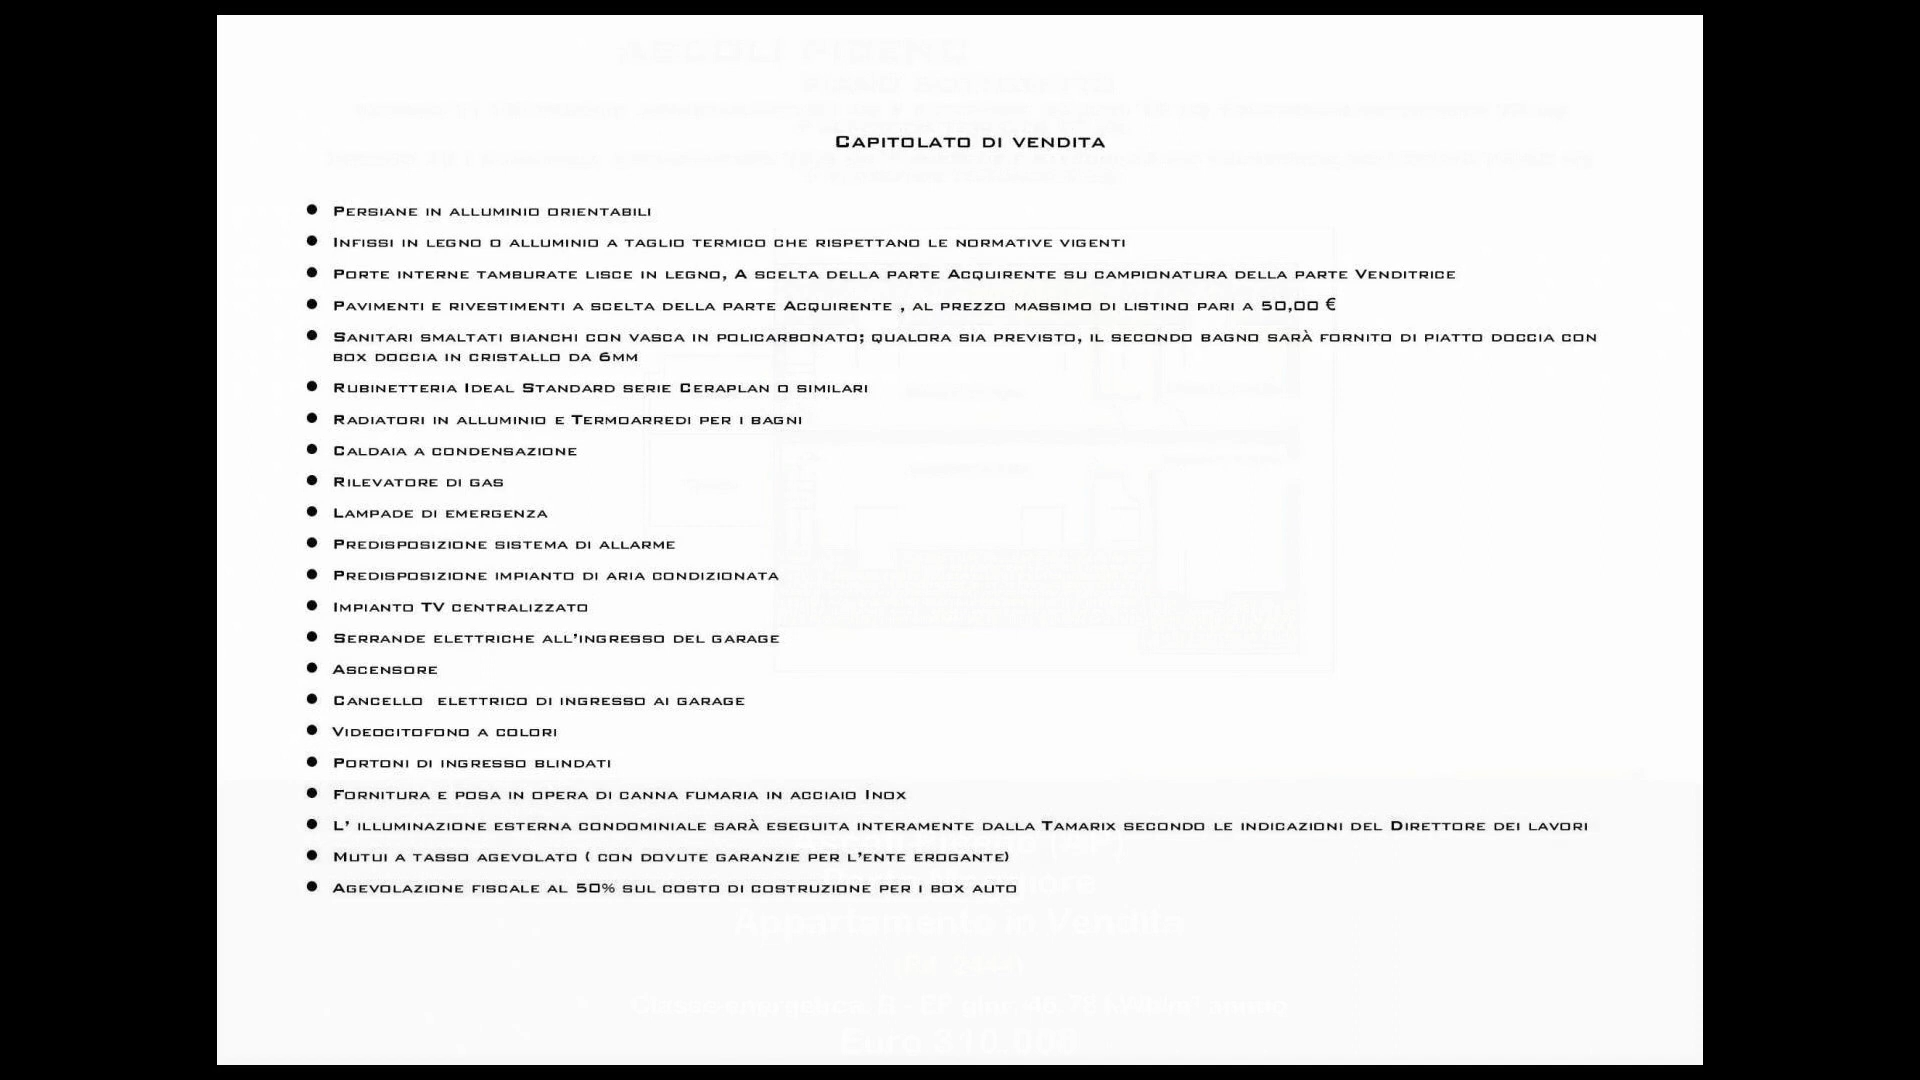 ASCOLI PICENO
Capitolato di vendita
● Persiane in alluminio orientabili
● Infissi in legno o alluminio a taglio termico che rispettano le normative vigenti
● Porte interne tamburate lisce in legno, A scelta della parte Acquirente su campionatura della parte Venditrice
● Pavimenti e rivestimenti a scelta della parte Acquirente , al prezzo massimo di listino pari a 50,00 €
● Sanitari smaltati bianchi con vasca in policarbonato; qualora sia previsto, il secondo bagno sarà fornito di piatto doccia con
box doccia in cristallo da 6mm
● Rubinetteria Ideal Standard serie Ceraplan o similari
● Radiatori in alluminio e Termoarredi per i bagni
● Caldaia a condensazione
● Rilevatore di gas
● Lampade di emergenza
● Predisposizione sistema di allarme
● Predisposizione impianto di aria condizionata
● Impianto TV centralizzato
● Serrande elettriche all'ingresso del garage
● Ascensore
● Cancello elettrico di ingresso ai garage
● Videocitofono a colori
● Portoni di ingresso blindati
● Fornitura e posa in opera di canna fumaria in acciaio Inox
● L' illuminazione esterna condominiale sarà eseguita interamente dalla Tamarix secondo le indicazioni del Direttore dei lavori
● Mutui a tasso agevolato ( con dovute garanzie per l'ente erogante)
● Agevolazione fiscale al 50% sul costo di costruzione per i box auto
Porta Maggiore
Appartamento in Vendita
Classe energetica:
Euro 310.000